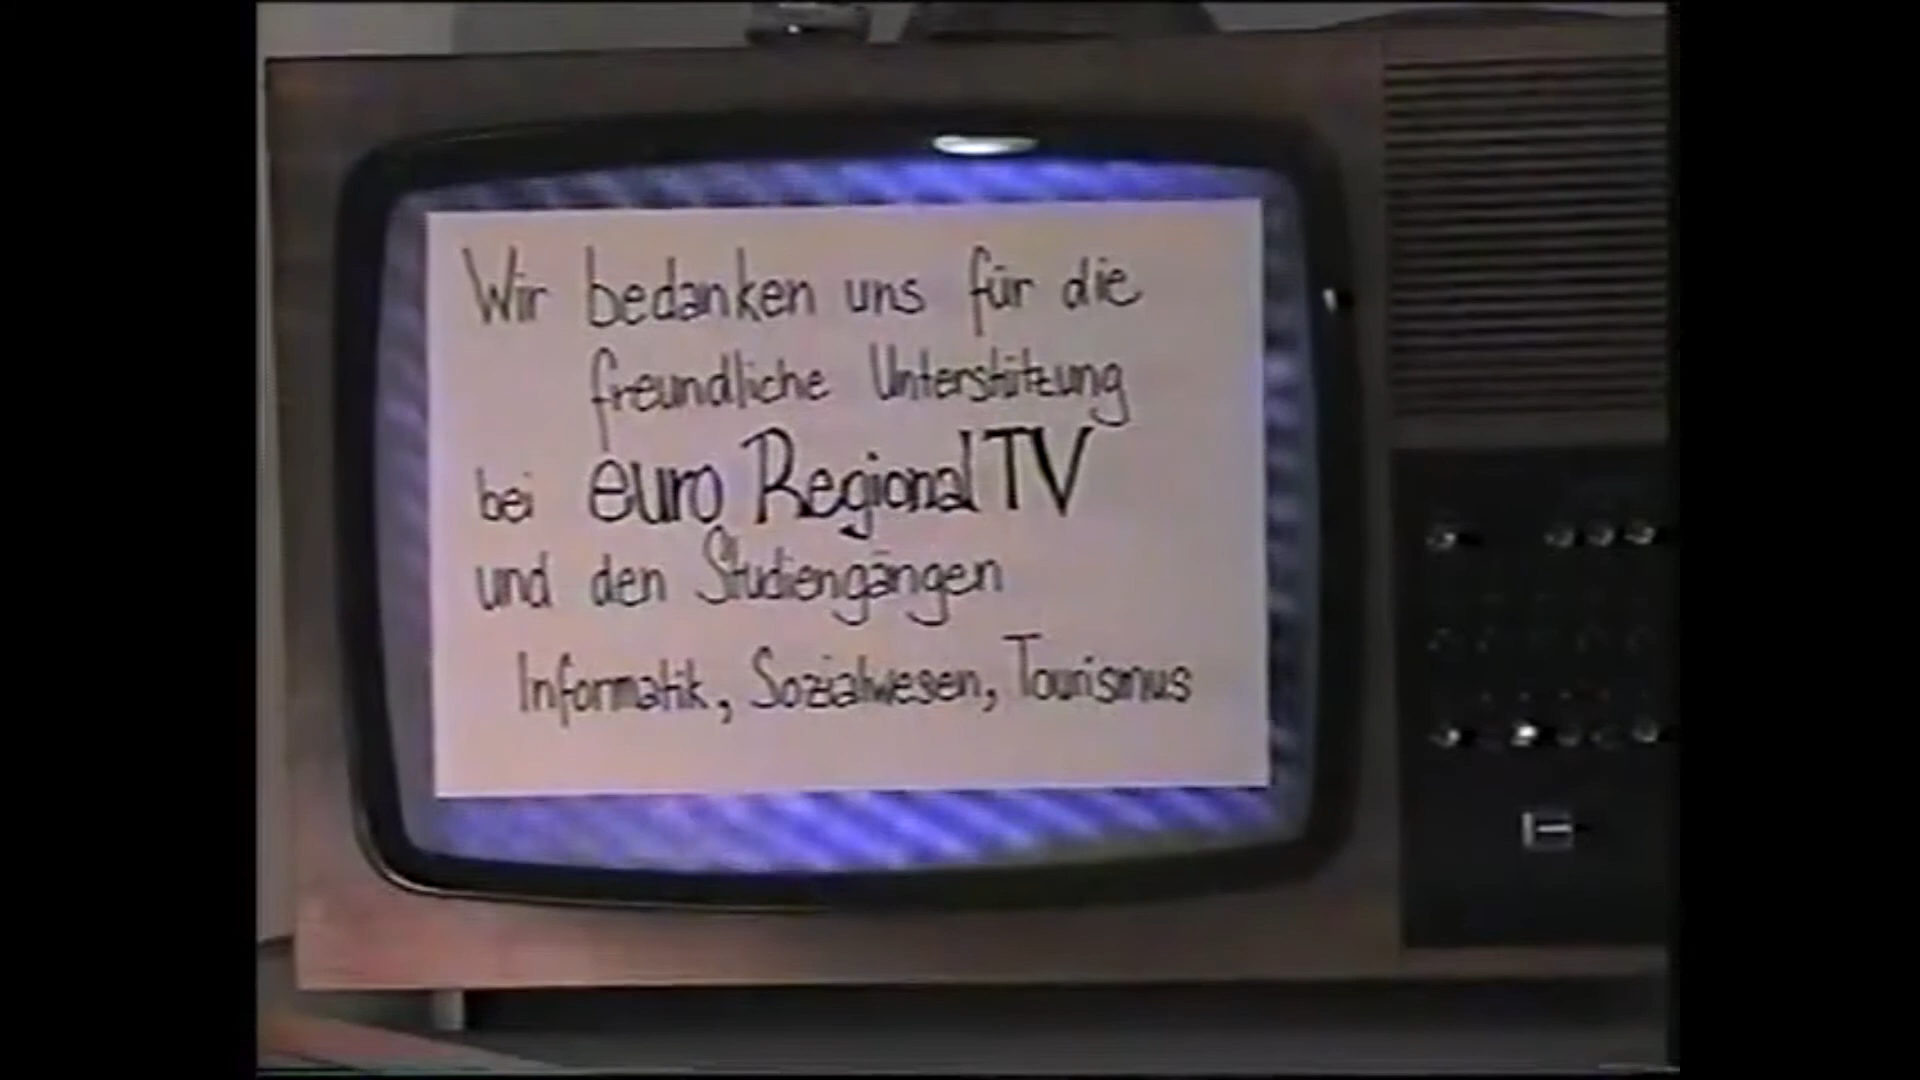 Wir bedanken uns für die
freundliche Unterstützung
bei euro Regional TV
und den Studiengängen
Informatik, Sozialwesen, Tourismus